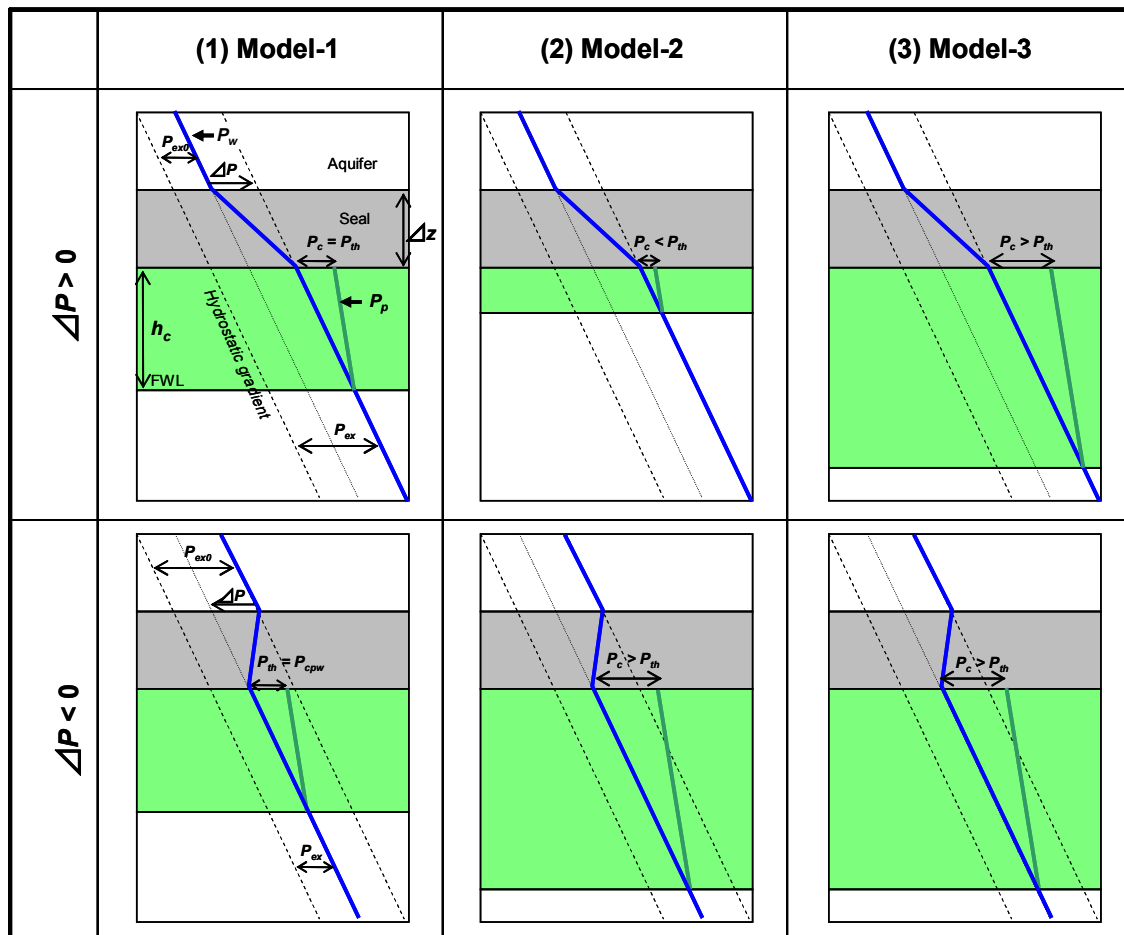 (1) Model-1
(2) Model-2
(3) Model-3
⊿P > 0
P_ex0
P_w
⊿P
Aquifer
Seal
⊿z
P_c = P_th
h_c
P_p
Hydrostatic gradient
FWL
P_ex
P_c < P_th
P_c > P_th
⊿P < 0
P_ex0
⊿P
P_th = P_cpw
P_ex
P_c > P_th
P_c > P_th